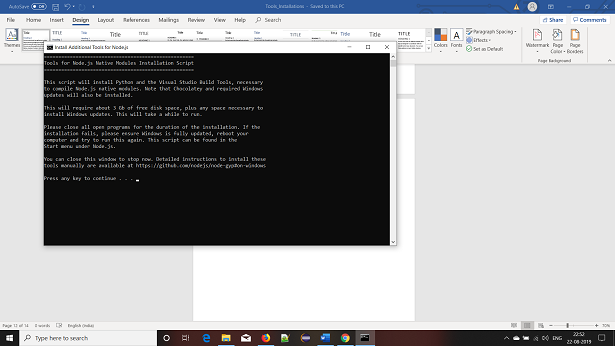 AutoSave On
Tools_Installations - Saved to this PC
File Home Insert Design Layout References Mailings Review View Help Search
Share Comments
Themes
Title TITLE TITLE Title Title TITLE Title Title TITLE
Colors Fonts
Paragraph Spacing
Effects
Set as Default
Watermark Page Page
Color Borders
Page Background
Install Additional Tools for Node.js
====================================================
Tools for Node.js Native Modules Installation Script
====================================================
This script will install Python and the Visual Studio Build Tools, necessary
to compile Node.js native modules. Note that Chocolatey and required Windows
updates will also be installed.
This will require about 3 Gb of free disk space, plus any space necessary to
install Windows updates. This will take a while to run.
Please close all open programs for the duration of the installation. If the
installation fails, please ensure Windows is fully updated, reboot your
computer and try to run this again. This script can be found in the
Start menu under Node.js.
You can close this window to stop now. Detailed instructions to install these
tools manually are available at https://github.com/nodejs/node-gyp#on-windows
Press any key to continue . . .
Page 12 of 14 0 words English (India)
70%
Type here to search
ENG
22:52
22-08-2019